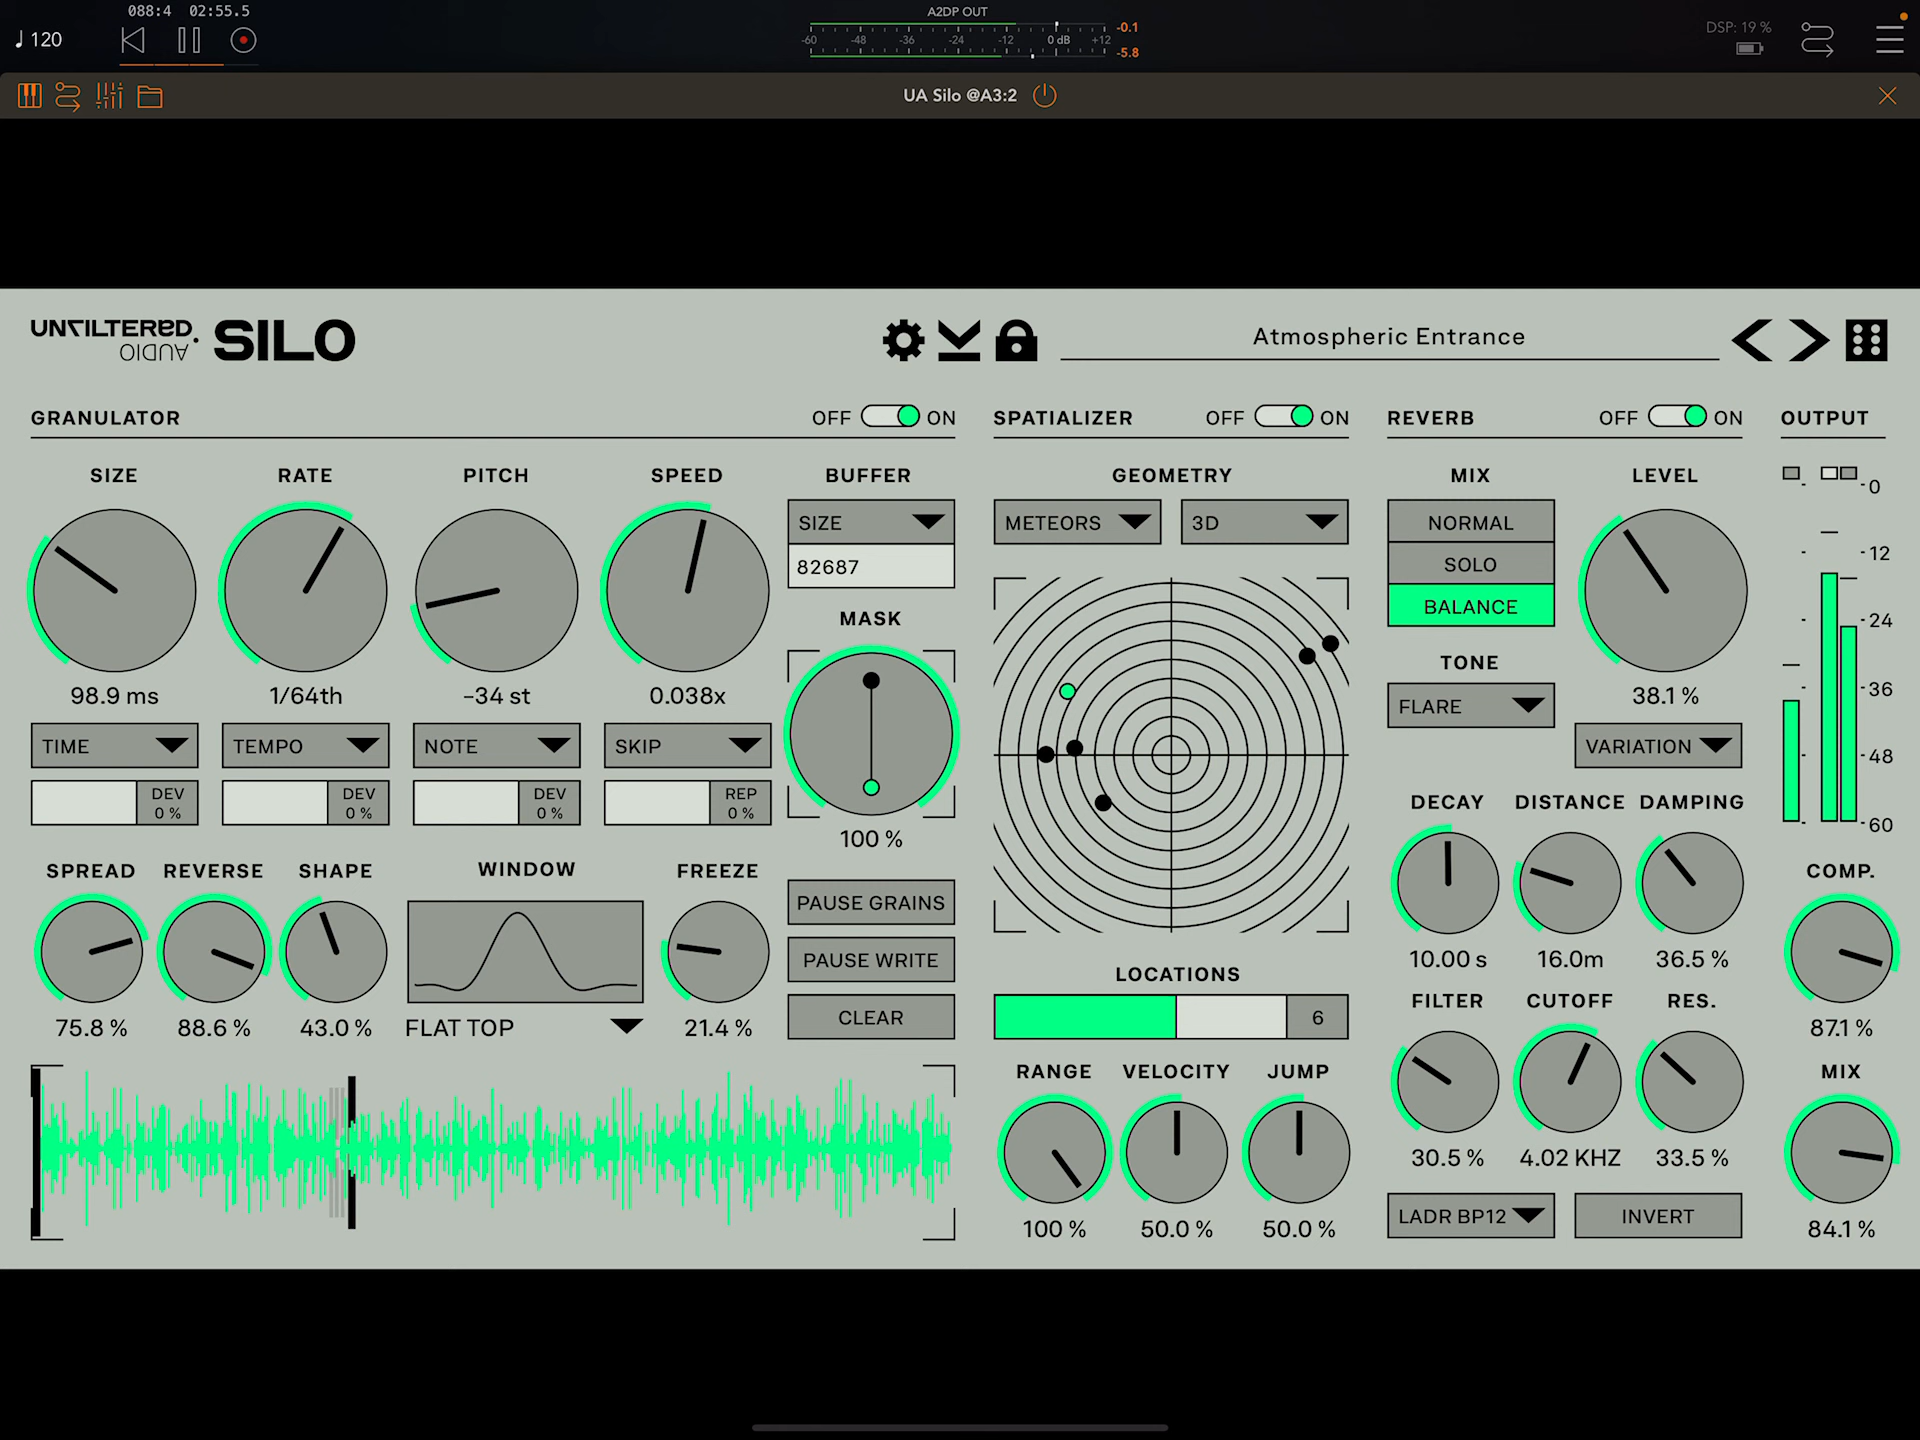 088:4 02:55.5
♩120
A2DP OUT
-60 -48 -36 -24 -12 0 dB +12
-0.1
-5.8
DSP: 19 %
UA Silo @A3:2
UNFILTERED AUDIO. SILO
Atmospheric Entrance
GRANULATOR OFF ON
SIZE RATE PITCH SPEED
98.9 ms 1/64th -34 st 0.038x
TIME TEMPO NOTE SKIP
DEV 0 % DEV 0 % DEV 0 % REP 0 %
BUFFER
SIZE
82687
MASK
100 %
SPREAD REVERSE SHAPE WINDOW FREEZE
75.8 % 88.6 % 43.0 % FLAT TOP 21.4 %
PAUSE GRAINS
PAUSE WRITE
CLEAR
SPATIALIZER OFF ON
GEOMETRY
METEORS 3D
LOCATIONS
6
RANGE VELOCITY JUMP
100 % 50.0 % 50.0 %
REVERB OFF ON
MIX LEVEL
NORMAL
SOLO
BALANCE
TONE
FLARE
38.1 %
VARIATION
DECAY DISTANCE DAMPING
10.00 s 16.0m 36.5 %
FILTER CUTOFF RES.
30.5 % 4.02 KHZ 33.5 %
LADR BP12 INVERT
OUTPUT
- 0
- 12
- 24
- 36
- 48
- 60
COMP.
87.1 %
MIX
84.1 %